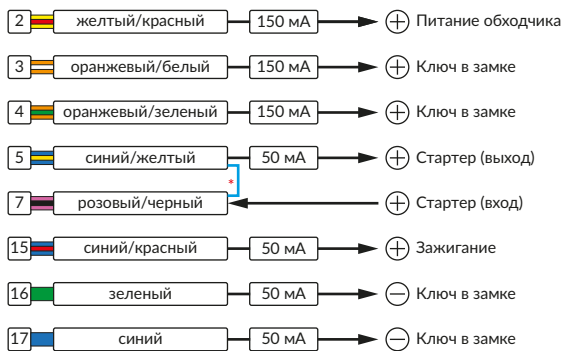 2 желтый/красный 150 мА + Питание обходчика
3 оранжевый/белый 150 мА + Ключ в замке
4 оранжевый/зеленый 150 мА + Ключ в замке
5 синий/желтый 50 мА + Стартер (выход)
*
7 розовый/черный + Стартер (вход)
15 синий/красный 50 мА + Зажигание
16 зеленый 50 мА − Ключ в замке
17 синий 50 мА − Ключ в замке